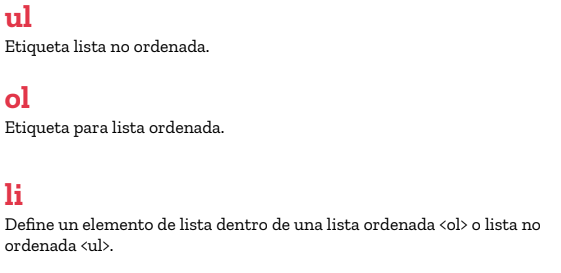 ul
Etiqueta lista no ordenada.
ol
Etiqueta para lista ordenada.
li
Define un elemento de lista dentro de una lista ordenada <ol> o lista no
ordenada <ul>.